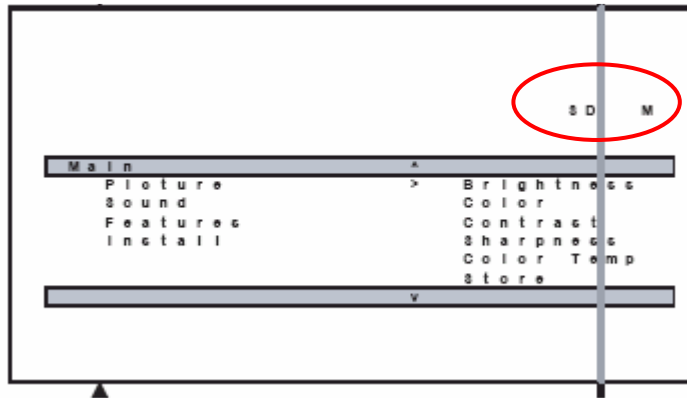 SD M
Main ^
Picture > Brightness
Sound Color
Features Contrast
Install Sharpness
Color Temp
Store
v